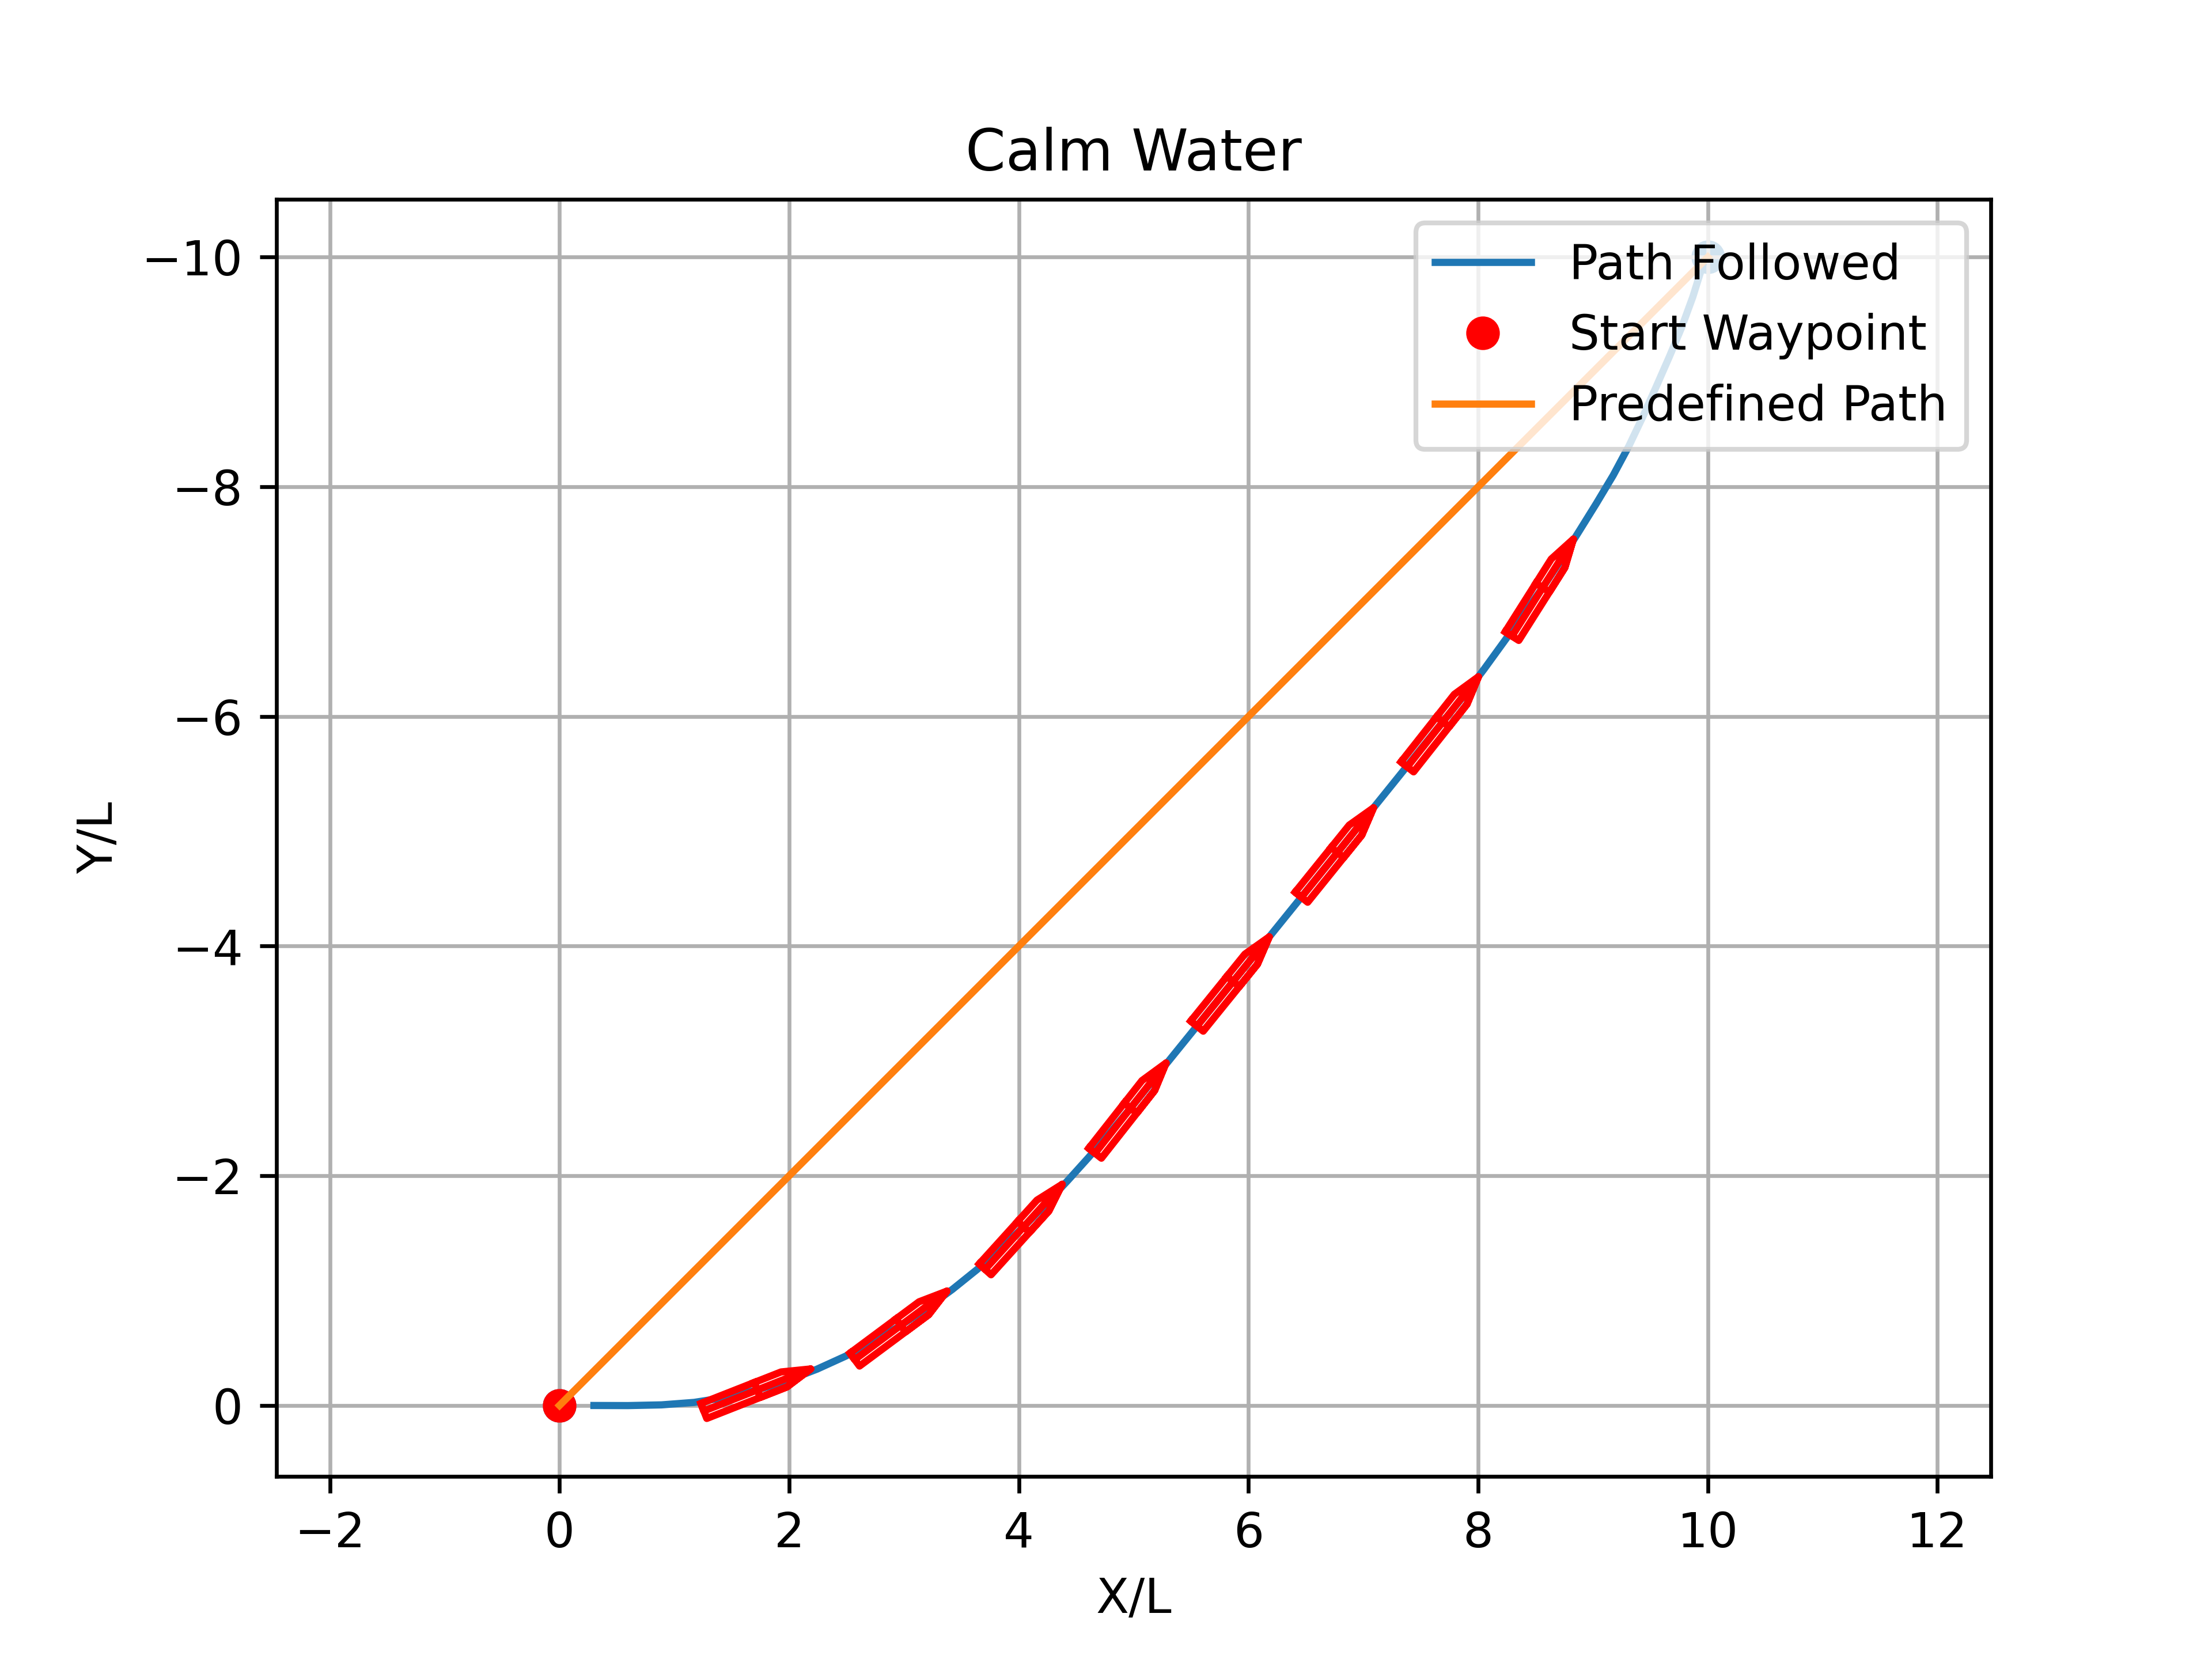 Calm Water
−10
−8
−6
−4
−2
0
Y/L
Path Followed
Start Waypoint
Predefined Path
−2 0 2 4 6 8 10 12
X/L